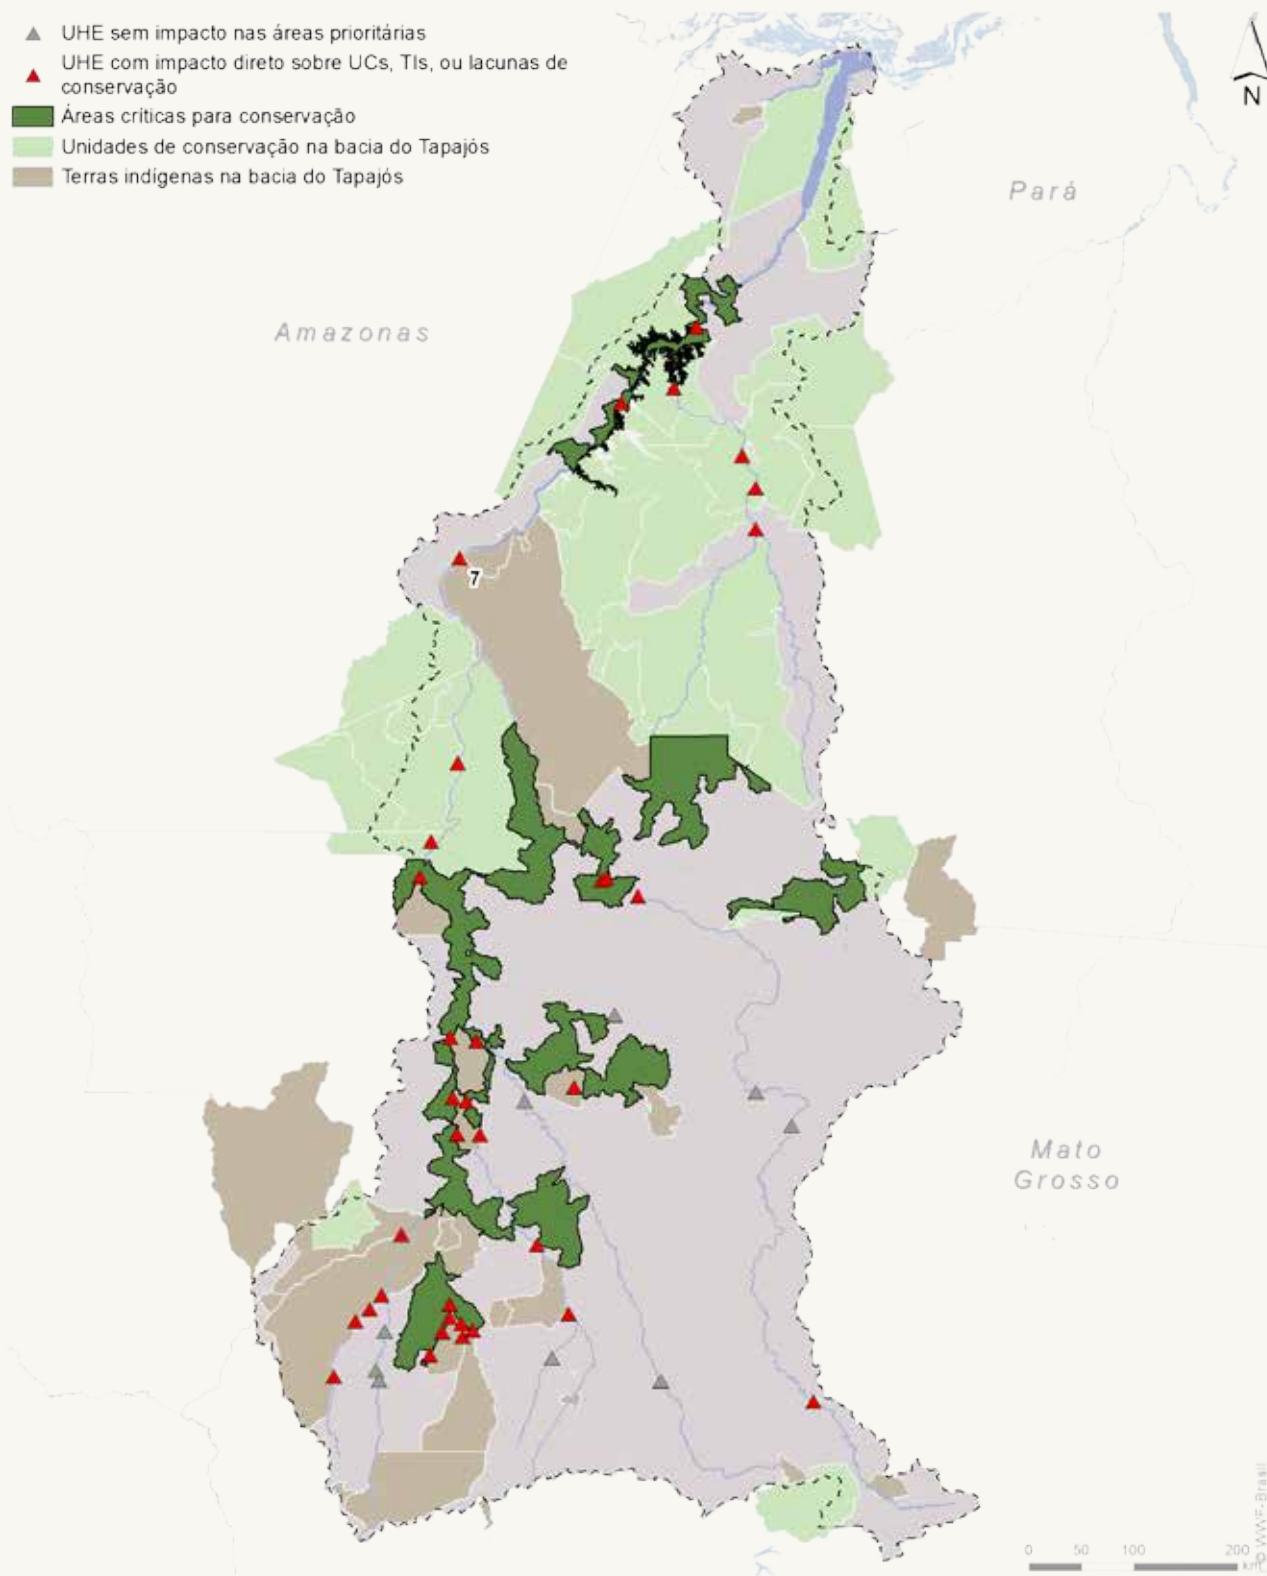 UHE sem impacto nas áreas prioritárias
UHE com impacto direto sobre UCs, TIs, ou lacunas de
conservação
Áreas críticas para conservação
Unidades de conservação na bacia do Tapajós
Terras indígenas na bacia do Tapajós
N
Pará
Amazonas
7
Mato
Grosso
0 50 100 200
km
© WWF-Brasil